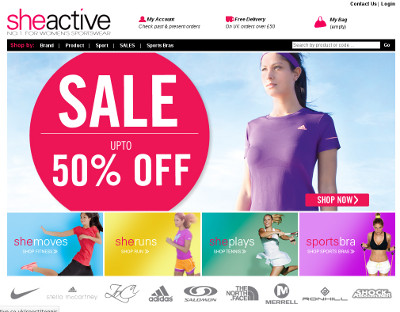 Contact Us | Login
sheactive
NO.1 FOR WOMEN'S SPORTSWEAR
My Account
Check past & present orders
Free Delivery
On UK orders over £50
My Bag
(empty)
Shop by: Brand | Product | Sport | SALES | Sports Bras
Search by product or code
Go
SALE
UPTO
50% OFF
adidas
SHOP NOW >
shemoves
SHOP FITNESS >
sheruns
SHOP RUN >
sheplays
SHOP TENNIS >
sportsbra
SHOP SPORTS BRAS >
STELLA McCARTNEY
adidas
SALOMON
THE NORTH FACE
MERRELL
RONHILL
SHOCK